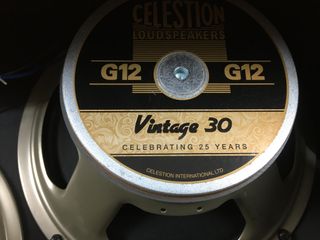 CELESTION
LOUDSPEAKERS
G12 G12
Vintage 30
CELEBRATING 25 YEARS
CELESTION INTERNATIONAL LTD